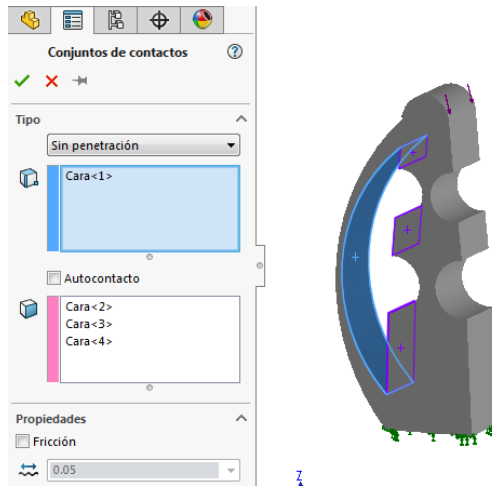 Conjuntos de contactos
Tipo
Sin penetración
Cara<1>
Autocontacto
Cara<2>
Cara<3>
Cara<4>
Propiedades
Fricción
0.05
Z